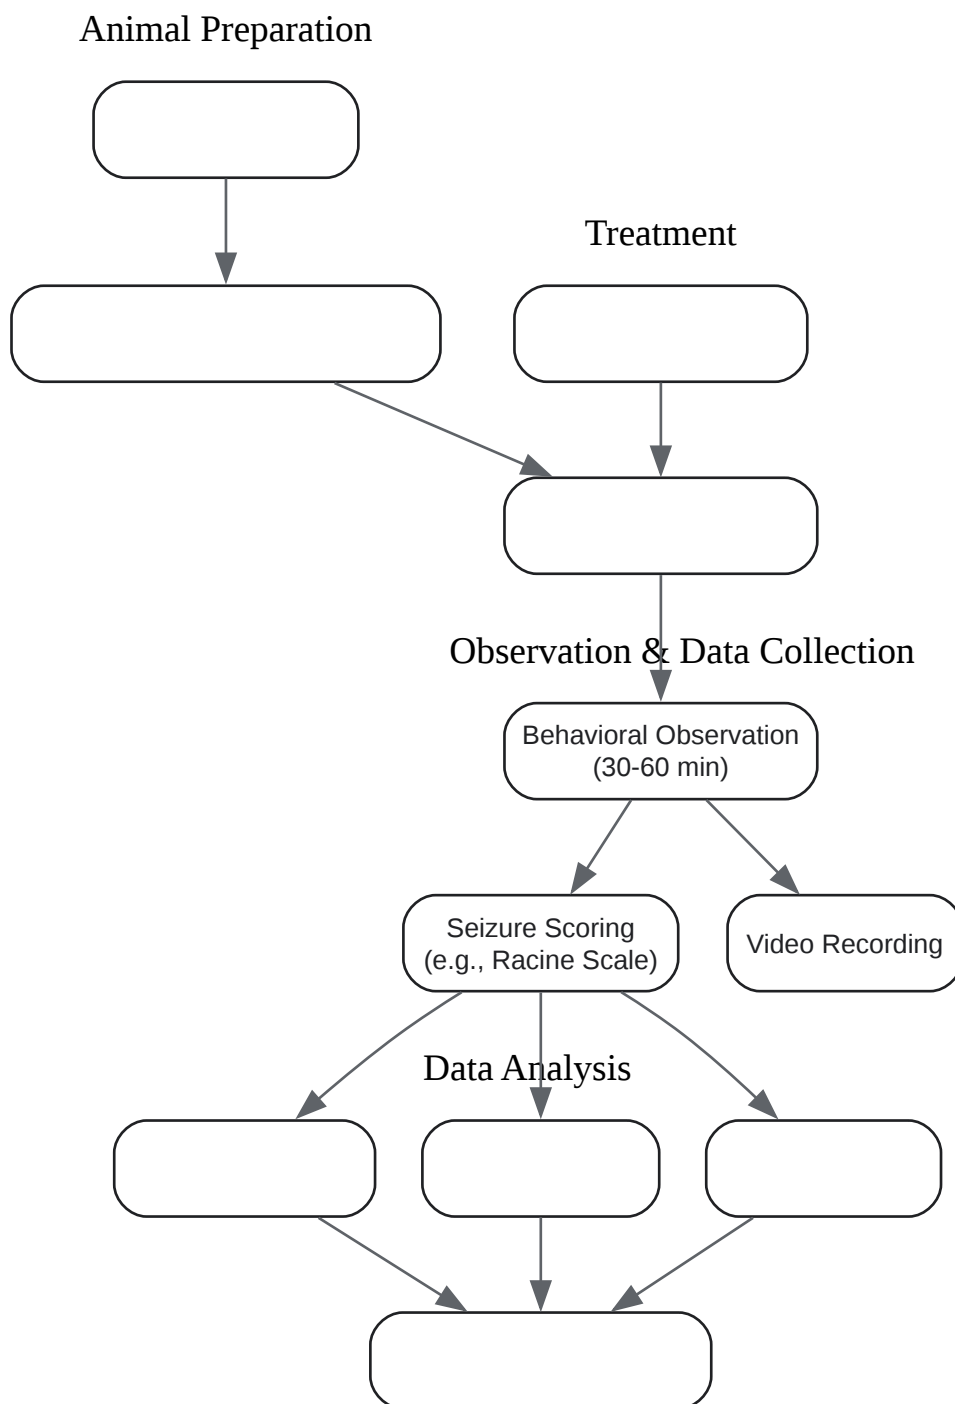 Animal Preparation
Treatment
Observation & Data Collection
Behavioral Observation
(30-60 min)
Seizure Scoring
(e.g., Racine Scale)
Video Recording
Data Analysis